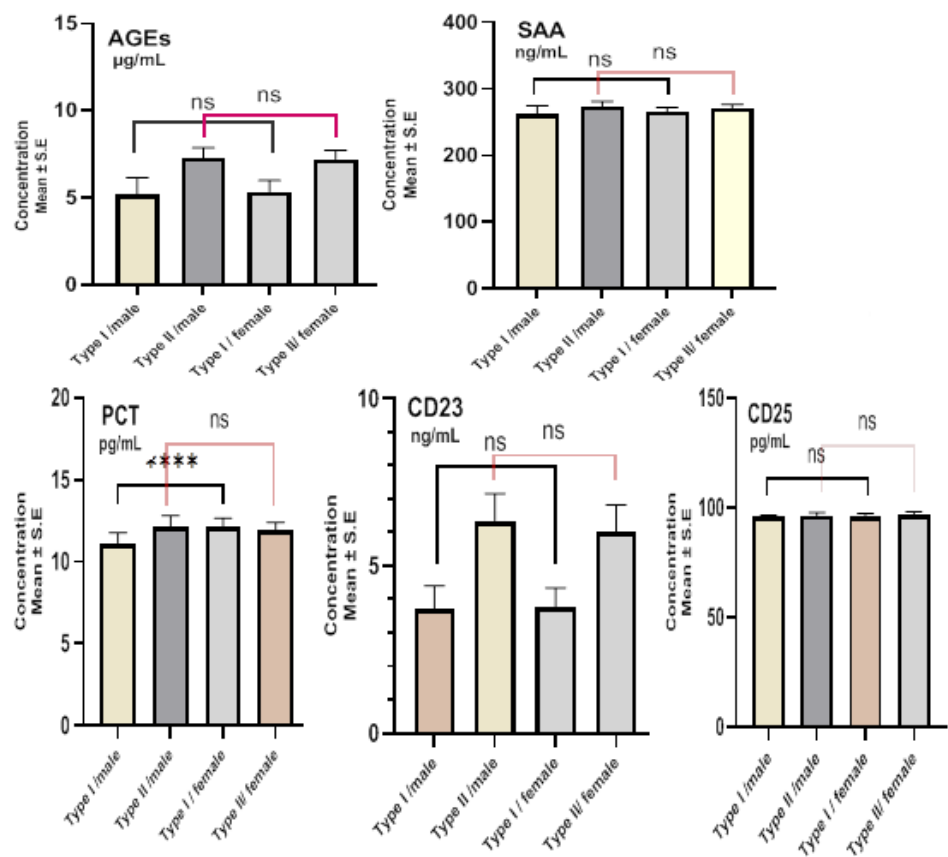 AGEs
µg/mL
15
10
5
0
Concentration
Mean ± S.E
ns
ns
Type I /male
Type II /male
Type I / female
Type II/ female
SAA
ng/mL
400
300
200
100
0
Concentration
Mean ± S.E
ns
ns
Type I /male
Type II /male
Type I / female
Type II/ female
PCT
pg/mL
20
15
10
5
0
Concentration
Mean ± S.E
****
ns
Type I /male
Type II /male
Type I / female
Type II/ female
CD23
ng/mL
10
5
0
Concentration
Mean ± S.E
ns
ns
Type I /male
Type II /male
Type I / female
Type II/ female
CD25
pg/mL
150
100
50
0
Concentration
Mean ± S.E
ns
ns
Type I /male
Type II /male
Type I / female
Type II/ female